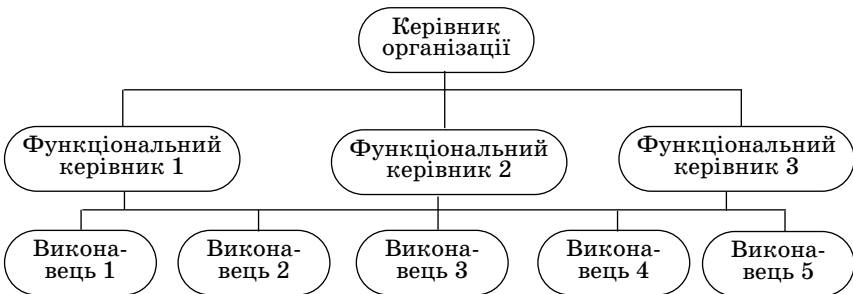 Керівник
організації
Функціональний
керівник 1
Функціональний
керівник 2
Функціональний
керівник 3
Викона-
вець 1
Викона-
вець 2
Викона-
вець 3
Викона-
вець 4
Викона-
вець 5